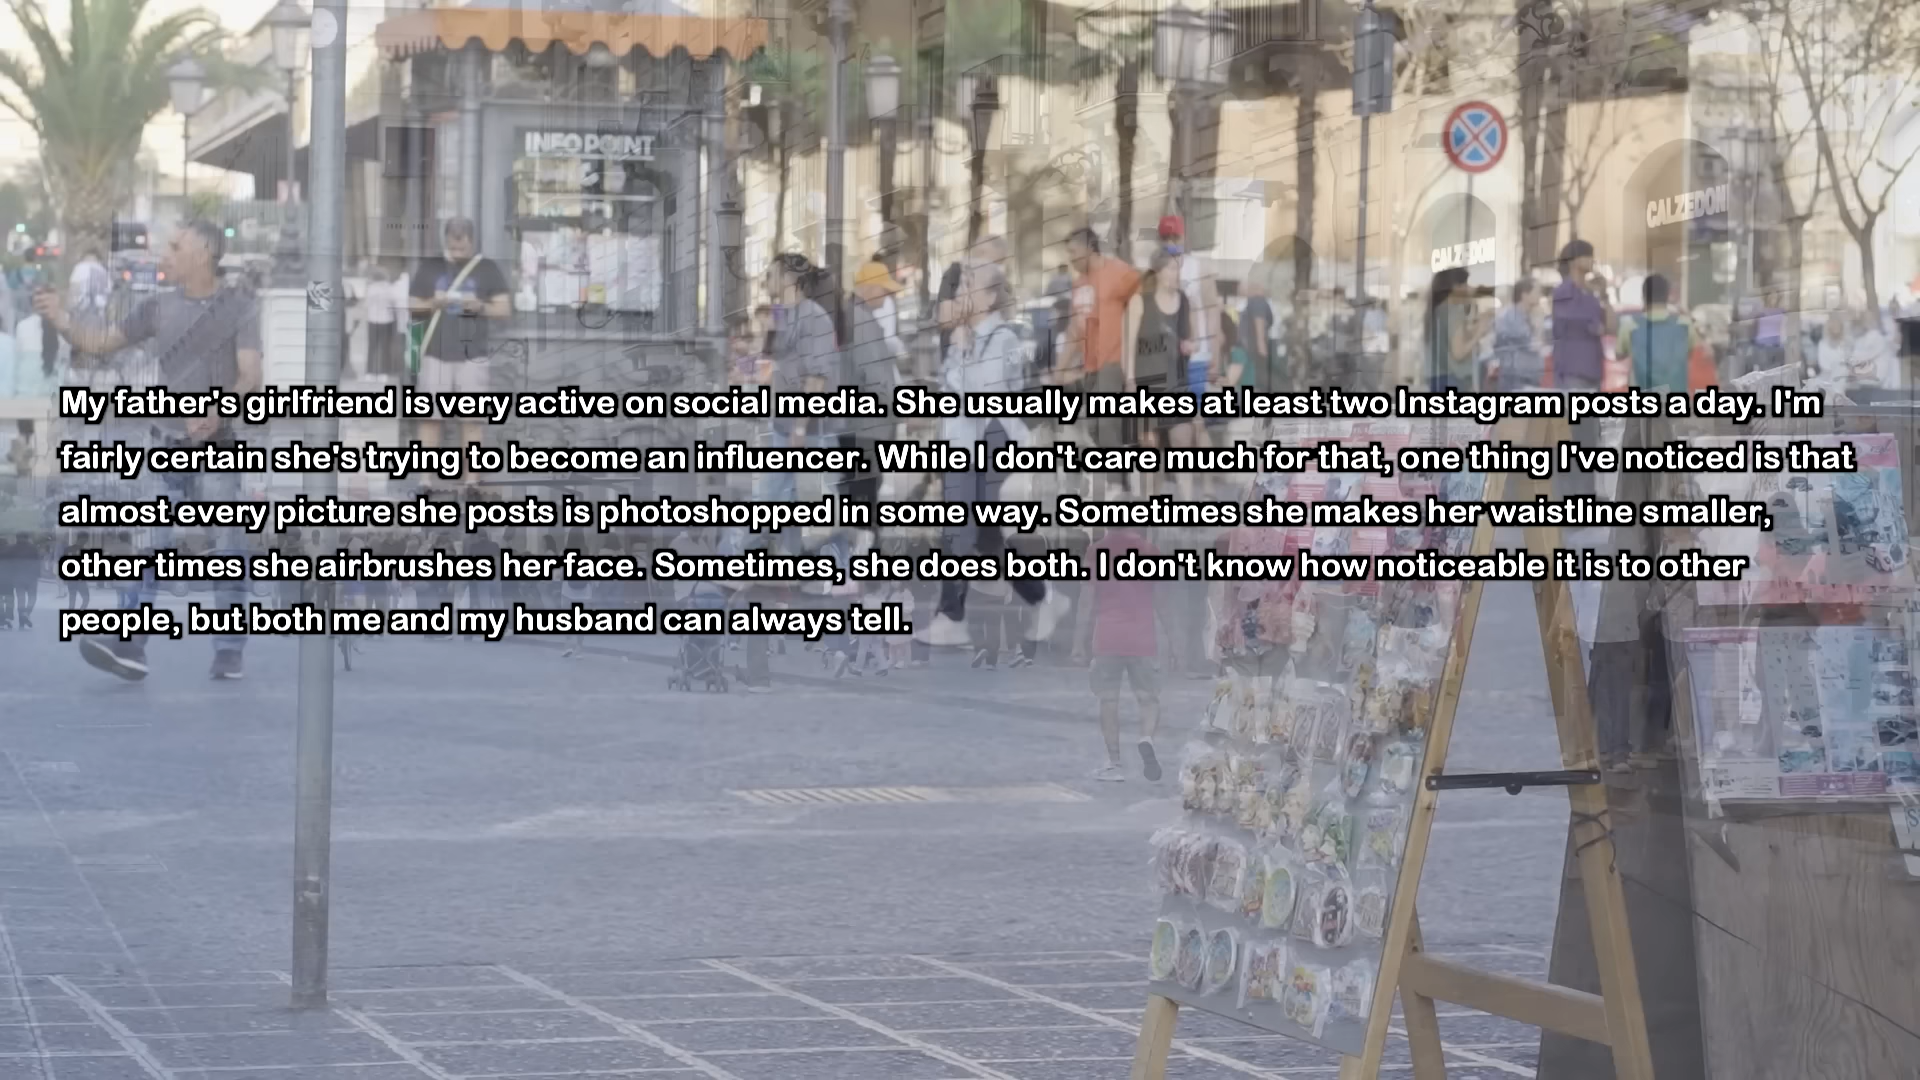 INFO POINT
CALZEDON
CALZEDON
My father's girlfriend is very active on social media. She usually makes at least two Instagram posts a day. I'm
fairly certain she's trying to become an influencer. While I don't care much for that, one thing I've noticed is that
almost every picture she posts is photoshopped in some way. Sometimes she makes her waistline smaller,
other times she airbrushes her face. Sometimes, she does both. I don't know how noticeable it is to other
people, but both me and my husband can always tell.